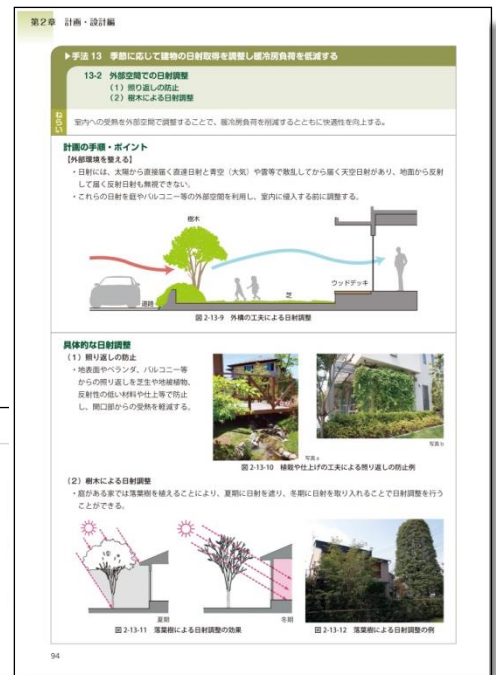 第2章 計画・設計編
▶手法 13 季節に応じて建物の日射取得を調整し暖冷房負荷を低減する
13-2 外部空間での日射調整
（1）照り返しの防止
（2）樹木による日射調整
ねらい
室内への受熱を外部空間で調整することで、暖冷房負荷を削減するとともに快適性を向上する。
計画の手順・ポイント
【外部環境を整える】
・日射には、太陽から直接届く直達日射と青空（大気）や雲等で散乱してから届く天空日射があり、地面から反射
して届く反射日射も無視できない。
・これらの日射を庭やバルコニー等の外部空間を利用し、室内に侵入する前に調整する。
樹木
道路
芝
ウッドデッキ
図 2-13-9 外構の工夫による日射調整
具体的な日射調整
（1）照り返しの防止
・地表面やベランダ、バルコニー等
からの照り返しを芝生や地被植物、
反射性の低い材料や仕上等で防止
し、開口部からの受熱を軽減する。
写真 a
写真 b
図 2-13-10 植栽や仕上げの工夫による照り返しの防止例
（2）樹木による日射調整
・庭がある家では落葉樹を植えることにより、夏期に日射を遮り、冬期に日射を取り入れることで日射調整を行う
ことができる。
夏期
冬期
図 2-13-11 落葉樹による日射調整の効果
図 2-13-12 落葉樹による日射調整の例
94